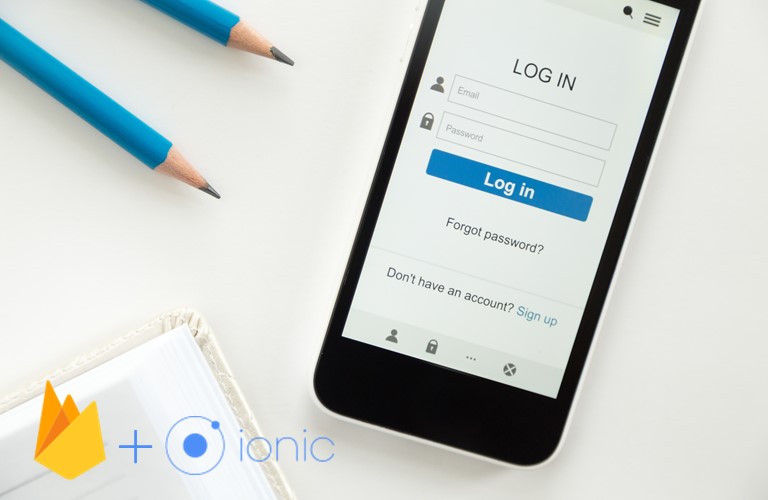 LOG IN
Email
Password
Log in
Forgot password?
Don't have an account? Sign up
+ ionic